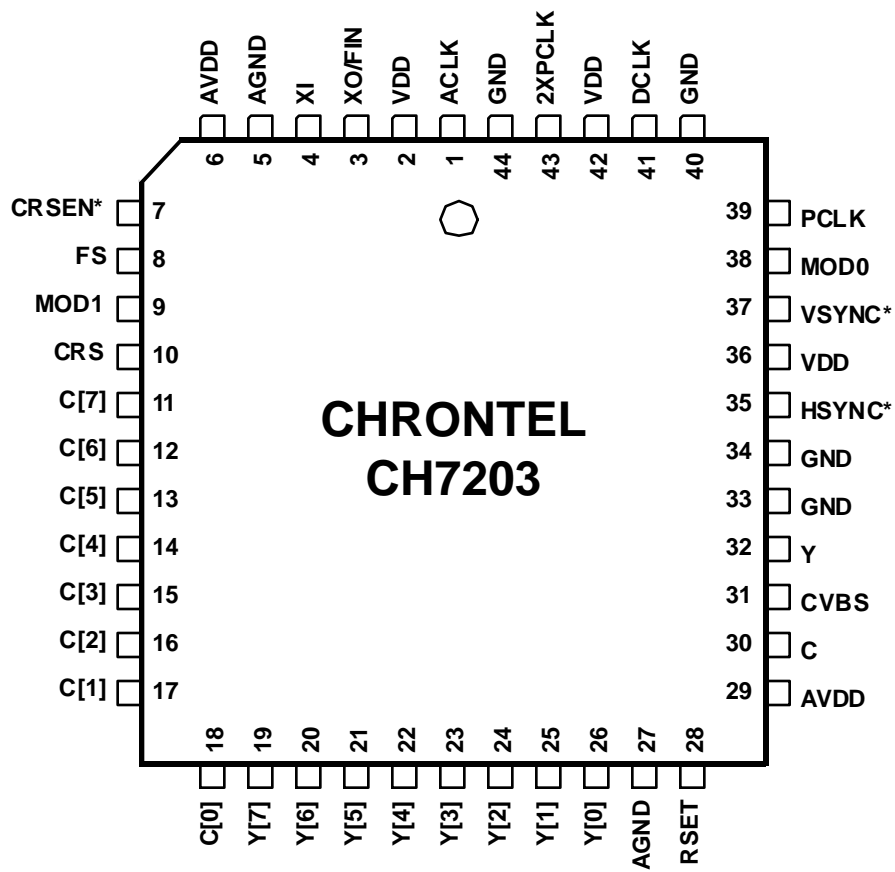 AVDD AGND XI XO/FIN VDD ACLK GND 2XPCLK VDD DCLK GND
6 5 4 3 2 1 44 43 42 41 40
CRSEN* 7
FS 8
MOD1 9
CRS 10
C[7] 11
C[6] 12
C[5] 13
C[4] 14
C[3] 15
C[2] 16
C[1] 17
CHRONTEL
CH7203
39 PCLK
38 MOD0
37 VSYNC*
36 VDD
35 HSYNC*
34 GND
33 GND
32 Y
31 CVBS
30 C
29 AVDD
18 19 20 21 22 23 24 25 26 27 28
C[0] Y[7] Y[6] Y[5] Y[4] Y[3] Y[2] Y[1] Y[0] AGND RSET